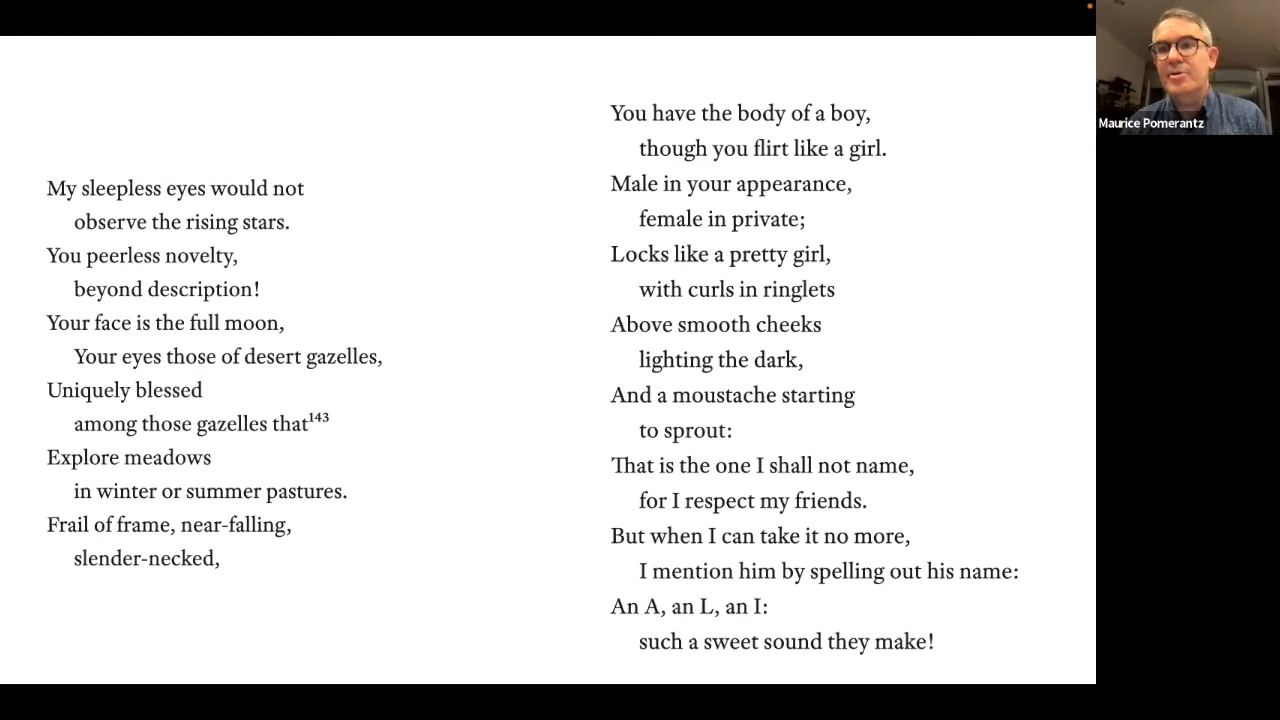 My sleepless eyes would not
observe the rising stars.
You peerless novelty,
beyond description!
Your face is the full moon,
Your eyes those of desert gazelles,
Uniquely blessed
among those gazelles that¹⁴³
Explore meadows
in winter or summer pastures.
Frail of frame, near-falling,
slender-necked,
You have the body of a boy,
though you flirt like a girl.
Male in your appearance,
female in private;
Locks like a pretty girl,
with curls in ringlets
Above smooth cheeks
lighting the dark,
And a moustache starting
to sprout:
That is the one I shall not name,
for I respect my friends.
But when I can take it no more,
I mention him by spelling out his name:
An A, an L, an I:
such a sweet sound they make!
Maurice Pomerantz